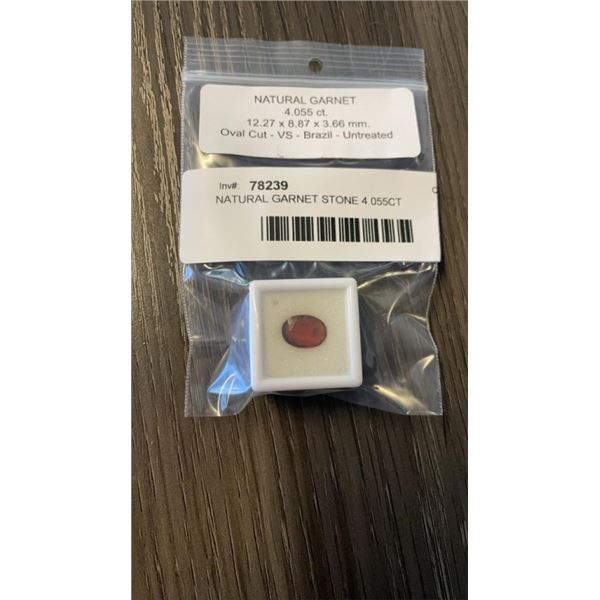 NATURAL GARNET
4.055 ct.
12.27 x 8.87 x 3.66 mm.
Oval Cut - VS - Brazil - Untreated
Inv#: 78239
NATURAL GARNET STONE 4.055CT